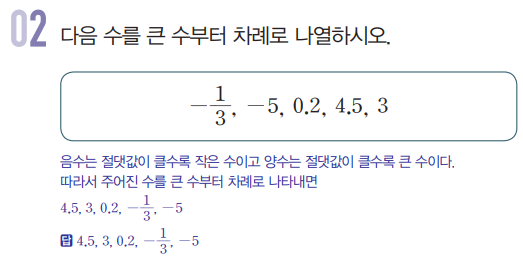 02 다음 수를 큰 수부터 차례로 나열하시오.
-1/3, -5, 0.2, 4.5, 3
음수는 절댓값이 클수록 작은 수이고 양수는 절댓값이 클수록 큰 수이다.
따라서 주어진 수를 큰 수부터 차례로 나타내면
4.5, 3, 0.2, -1/3, -5
답 4.5, 3, 0.2, -1/3, -5